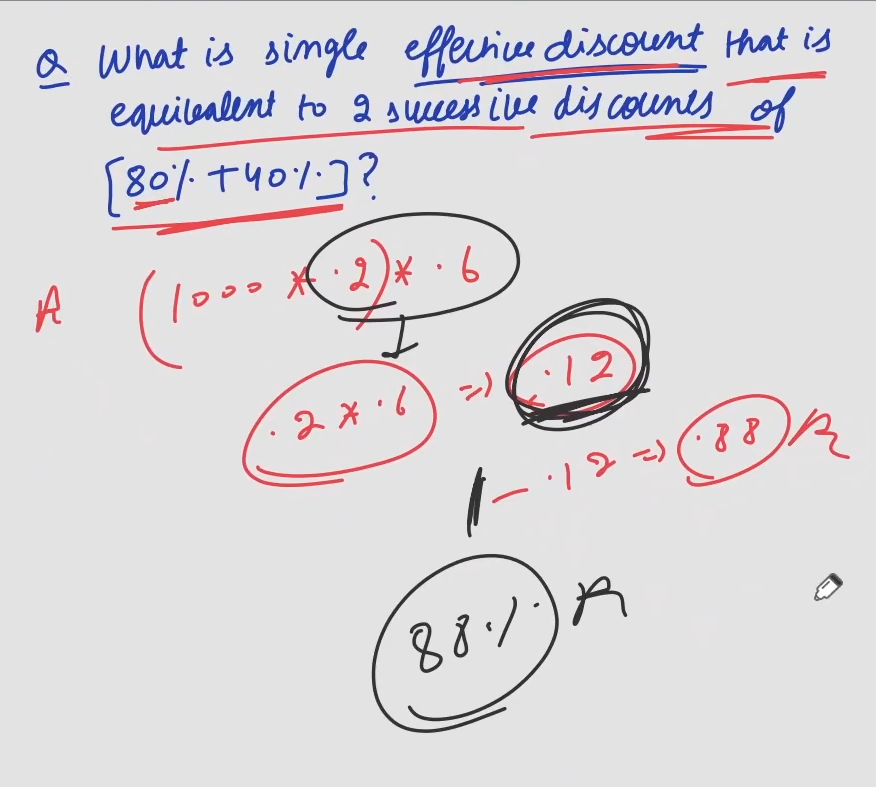 Q What is single effective discount that is
equivalent to 2 successive discounts of
[80% + 40%]?
A (1000 * .2) * .6
.2 * .6 => .12
1 - .12 => .88 A
88% A